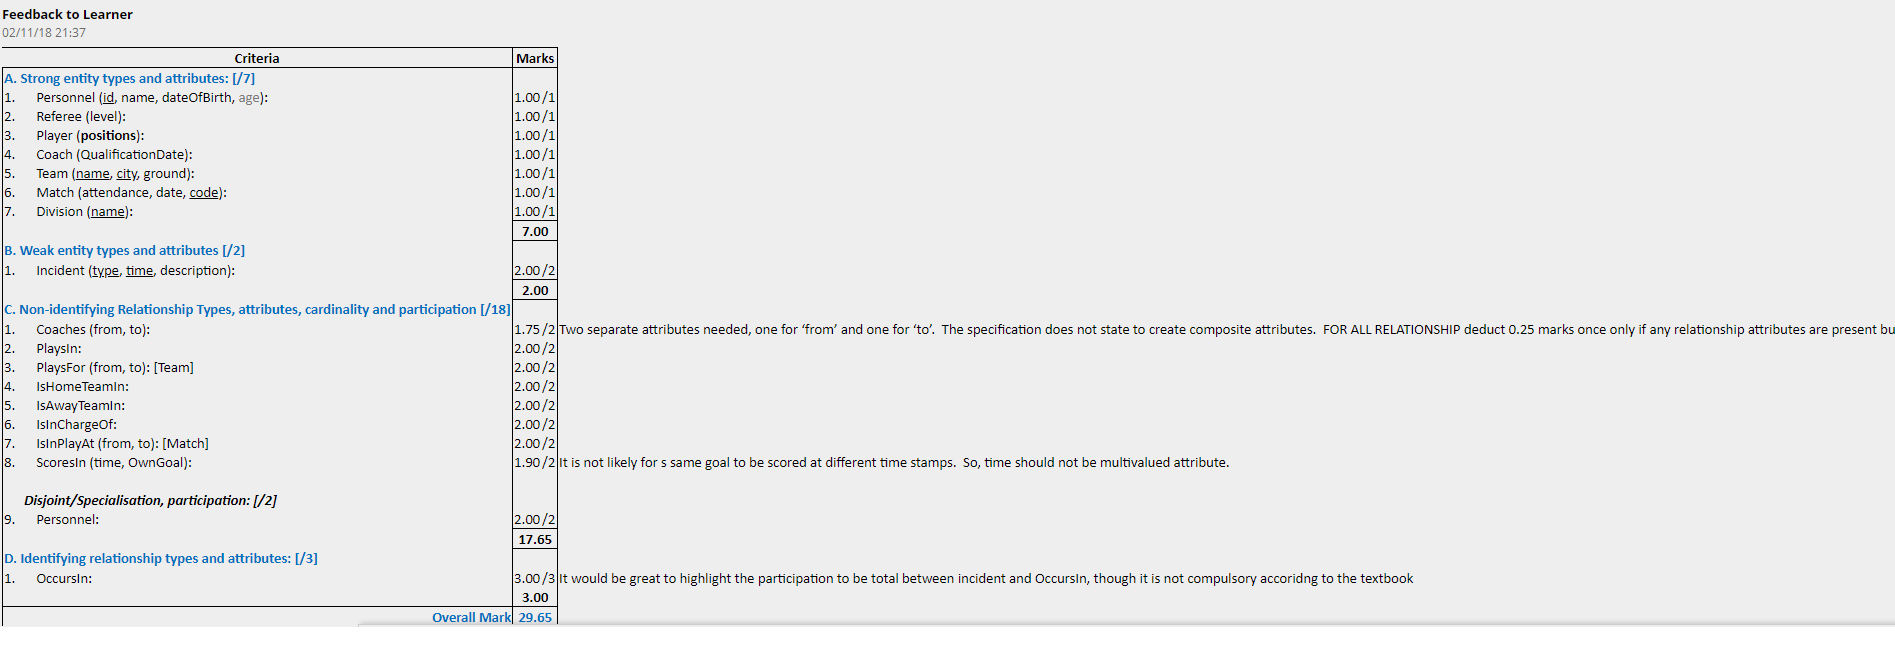 Feedback to Learner
02/11/18 21:37
Criteria Marks
A. Strong entity types and attributes: [/7]
1. Personnel (id, name, dateOfBirth, age): 1.00/1
2. Referee (level): 1.00/1
3. Player (positions): 1.00/1
4. Coach (QualificationDate): 1.00/1
5. Team (name, city, ground): 1.00/1
6. Match (attendance, date, code): 1.00/1
7. Division (name): 1.00/1
7.00
B. Weak entity types and attributes [/2]
1. Incident (type, time, description): 2.00/2
2.00
C. Non-identifying Relationship Types, attributes, cardinality and participation [/18]
1. Coaches (from, to): 1.75/2 Two separate attributes needed, one for ‘from’ and one for ‘to’. The specification does not state to create composite attributes. FOR ALL RELATIONSHIP deduct 0.25 marks once only if any relationship attributes are present bu
2. PlaysIn: 2.00/2
3. PlaysFor (from, to): [Team] 2.00/2
4. IsHomeTeamIn: 2.00/2
5. IsAwayTeamIn: 2.00/2
6. IsInChargeOf: 2.00/2
7. IsInPlayAt (from, to): [Match] 2.00/2
8. ScoresIn (time, OwnGoal): 1.90/2 It is not likely for s same goal to be scored at different time stamps. So, time should not be multivalued attribute.
Disjoint/Specialisation, participation: [/2]
9. Personnel: 2.00/2
17.65
D. Identifying relationship types and attributes: [/3]
1. OccursIn: 3.00/3 It would be great to highlight the participation to be total between incident and OccursIn, though it is not compulsory accoridng to the textbook
3.00
Overall Mark 29.65